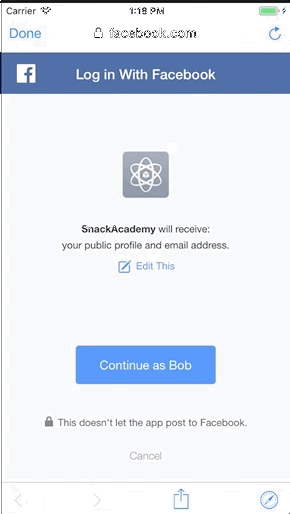 Carrier 1:18 PM
Done facebook.com
Log in With Facebook
SnackAcademy will receive:
your public profile and email address.
Edit This
Continue as Bob
This doesn't let the app post to Facebook.
Cancel